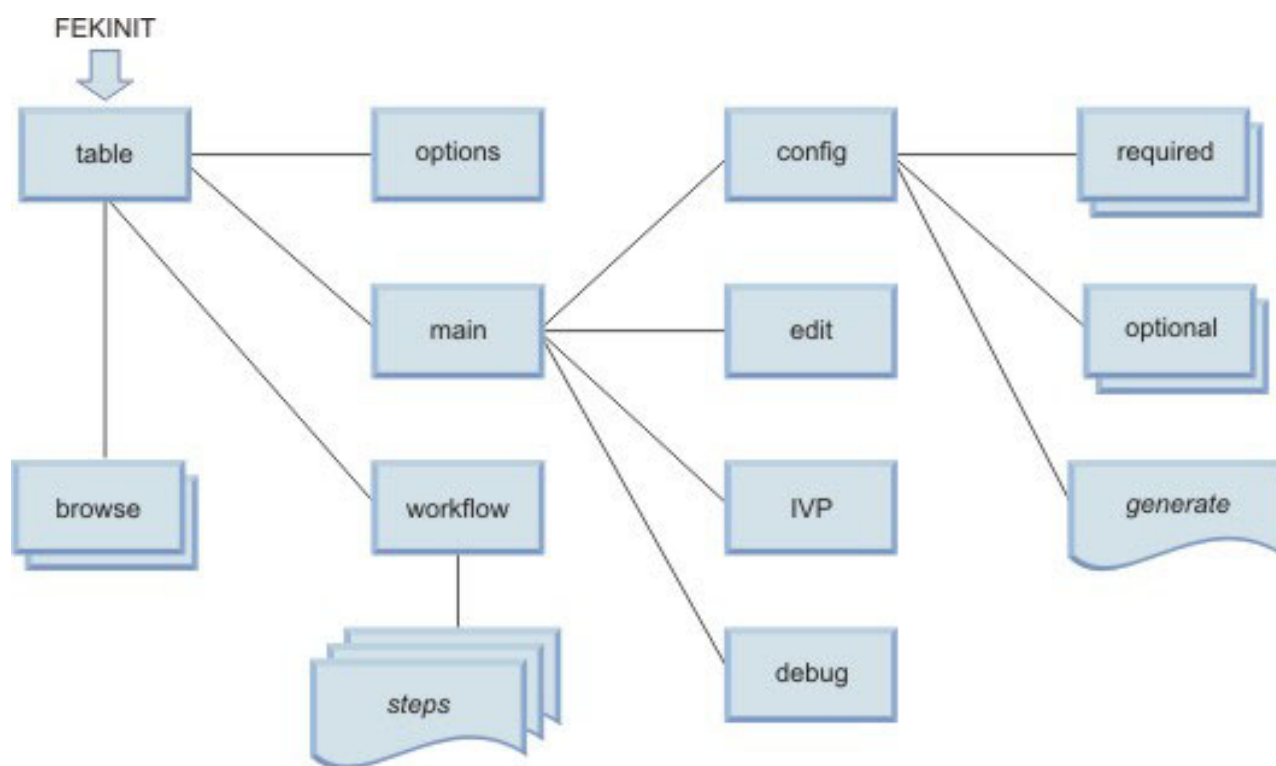 FEKINIT
table
options
config
required
main
edit
optional
browse
workflow
IVP
generate
steps
debug